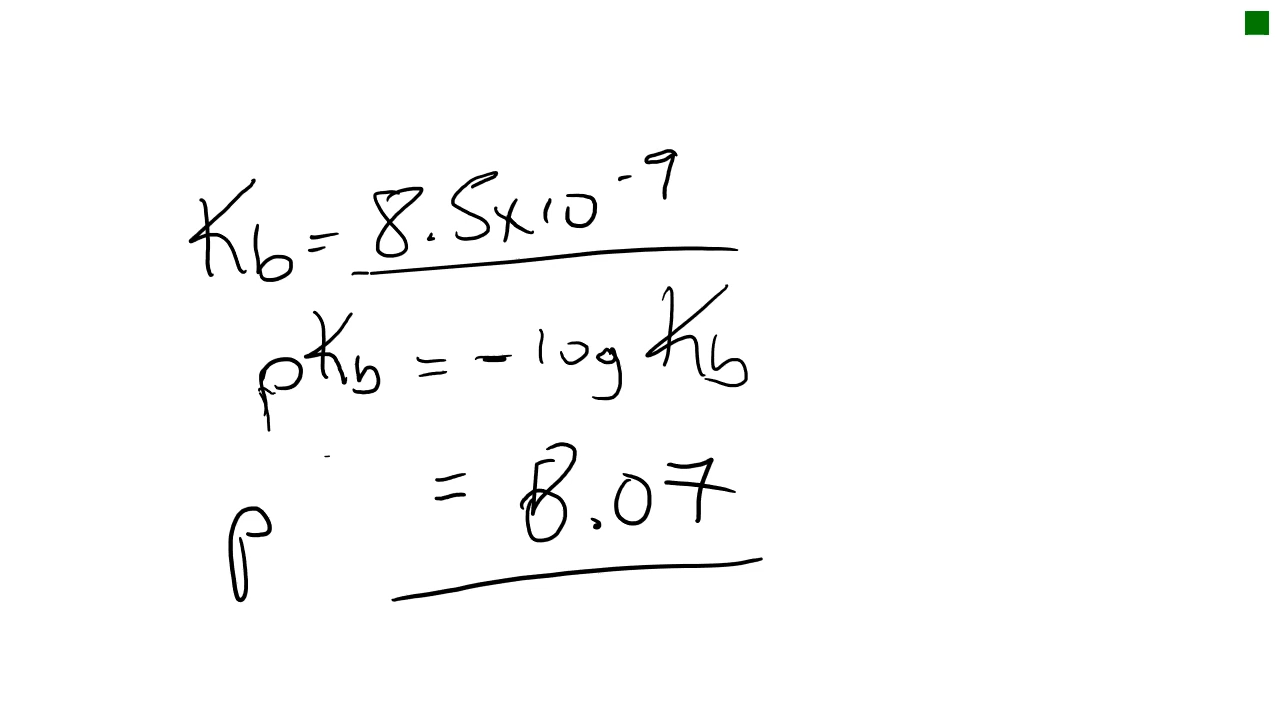 Kb = 8.5x10⁻⁹
pKb = - log Kb
= 8.07
p